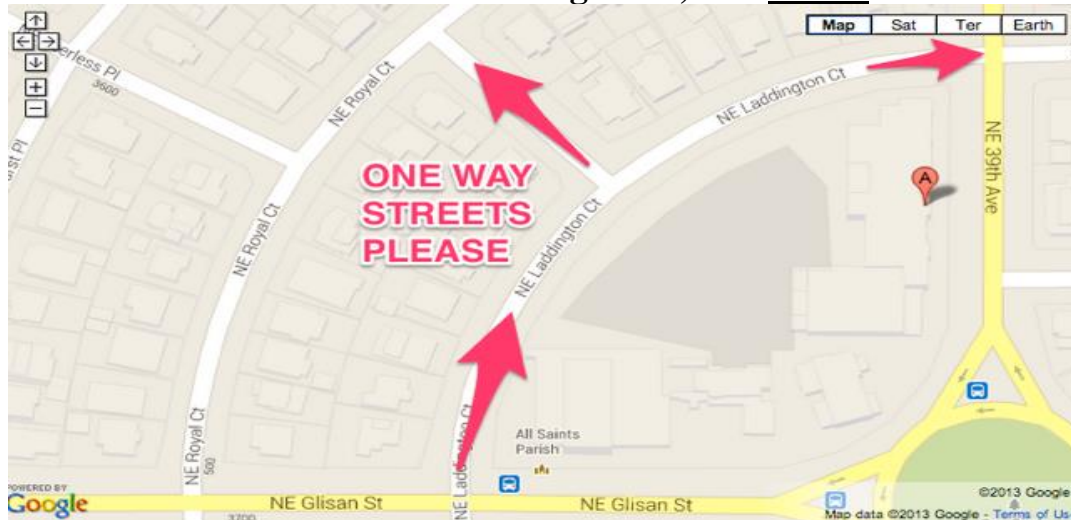 Map Sat Ter Earth
erless Pl
3600
NE Royal Ct
NE Laddington Ct
NE 39th Ave
A
ONE WAY
STREETS
PLEASE
NE Royal Ct
NE Laddington Ct
NE Royal Ct
500
All Saints
Parish
POWERED BY
Google
NE Glisan St
NE Glisan St
3700
©2013 Google
Map data ©2013 Google - Terms of Us